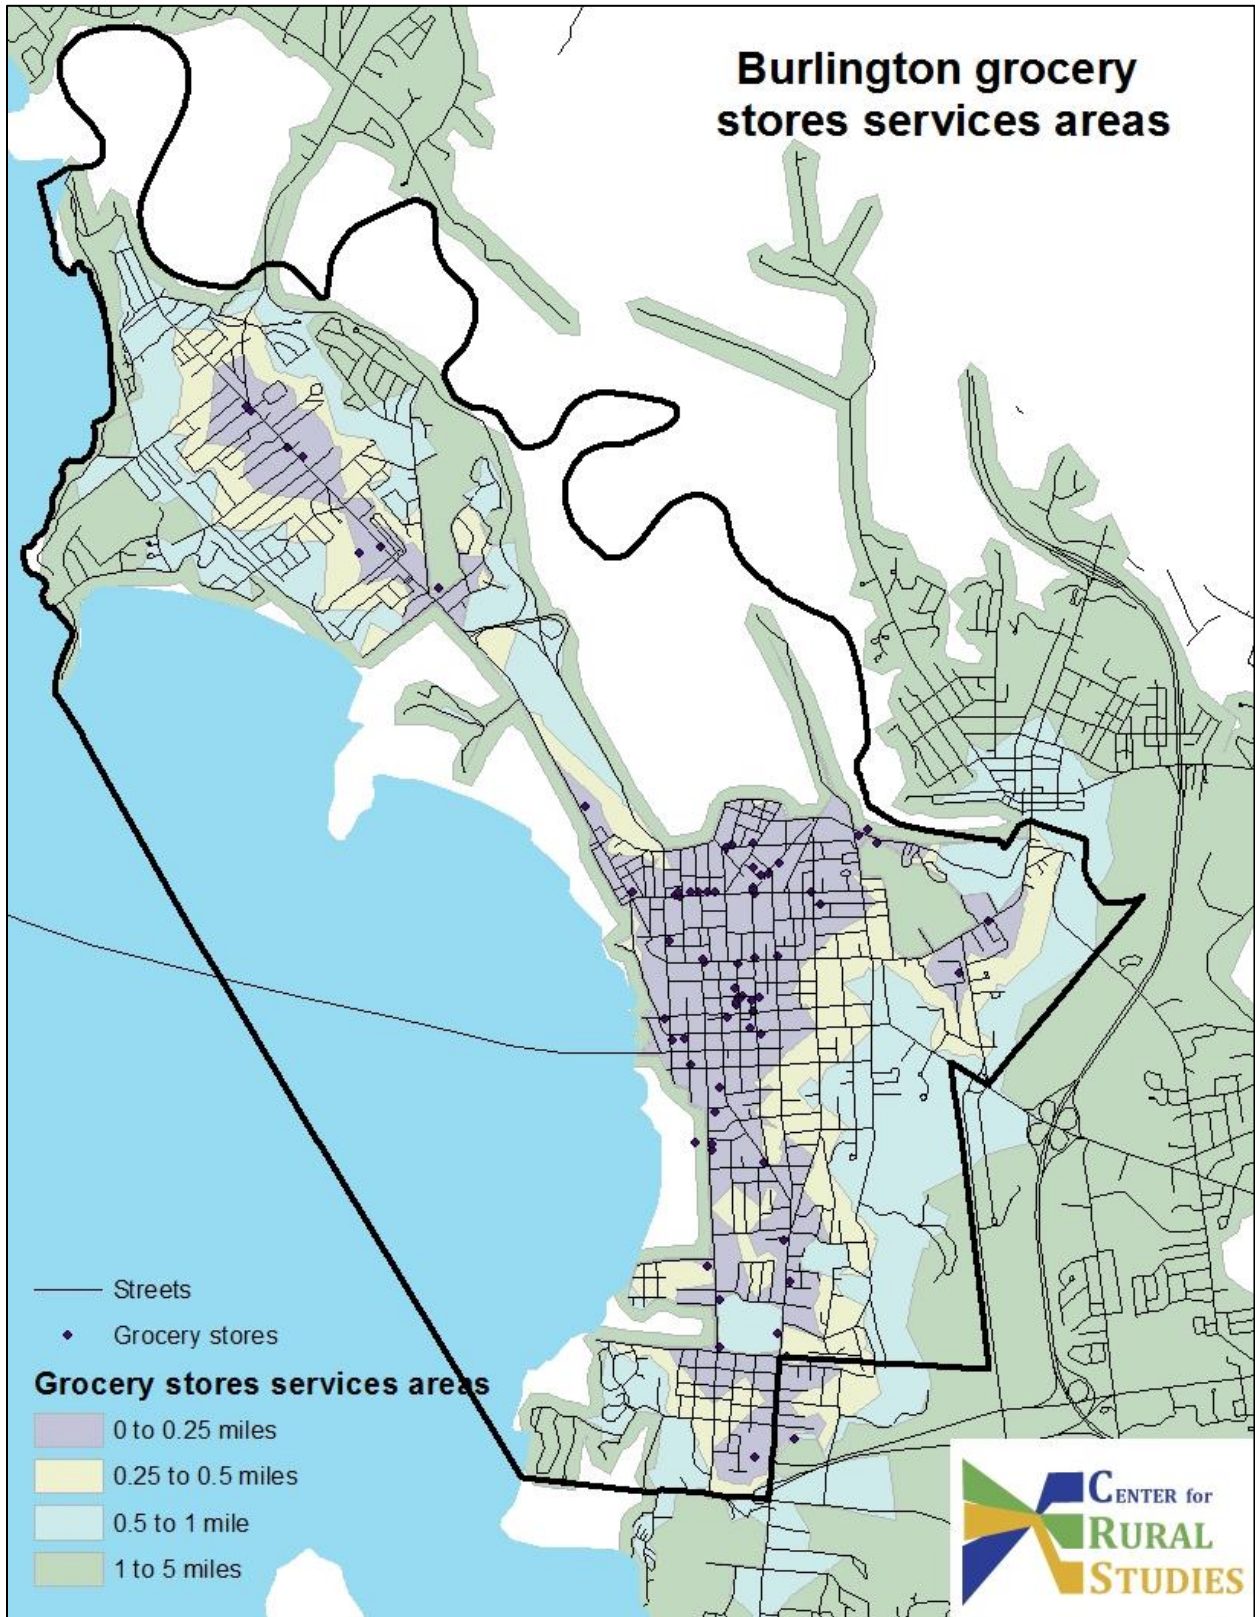 Burlington grocery
stores services areas
Streets
Grocery stores
Grocery stores services areas
0 to 0.25 miles
0.25 to 0.5 miles
0.5 to 1 mile
1 to 5 miles
CENTER for
RURAL
STUDIES